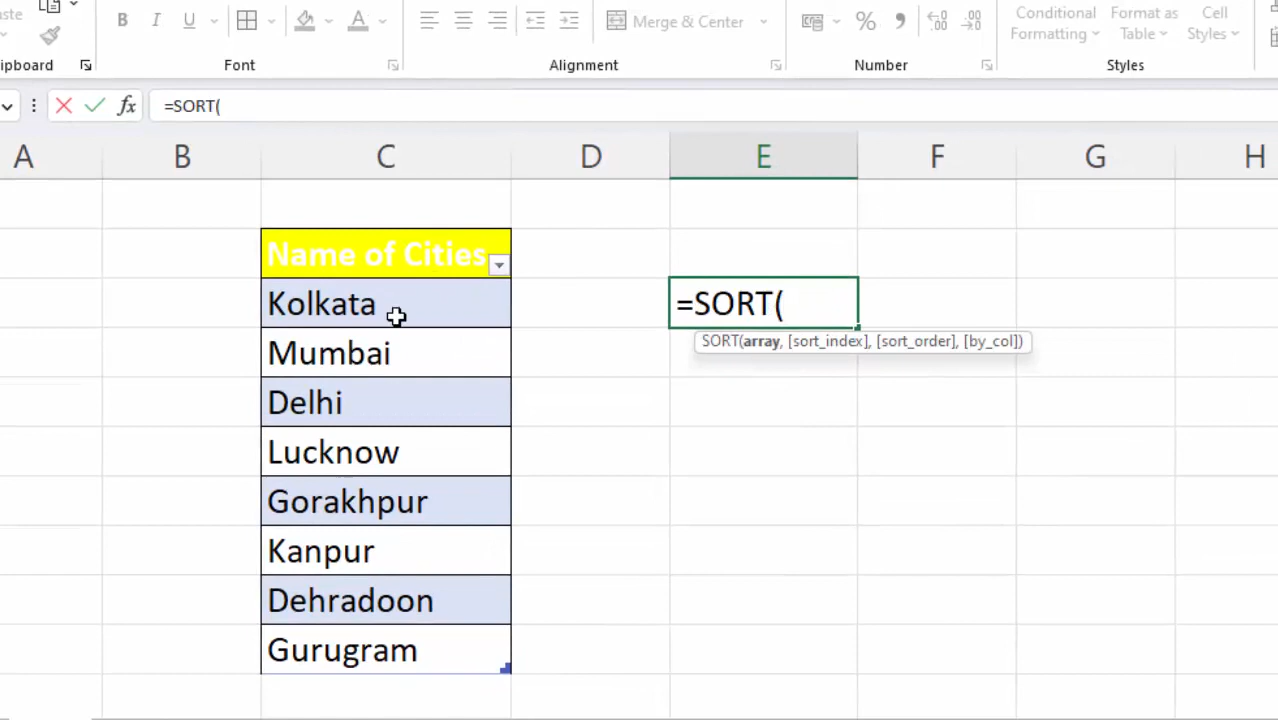 aste
B I U A
Merge & Center
% ,
Conditional Formatting
Format as Table
Cell Styles
ipboard
Font
Alignment
Number
Styles
fx =SORT(
A B C D E F G H
Name of Cities
Kolkata
=SORT(
SORT(array, [sort_index], [sort_order], [by_col])
Mumbai
Delhi
Lucknow
Gorakhpur
Kanpur
Dehradoon
Gurugram